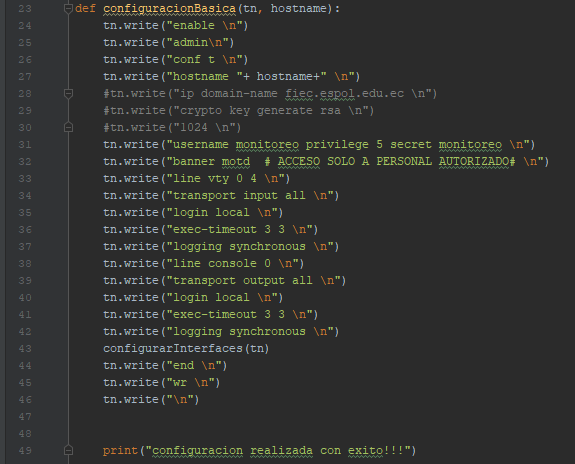 23 def configuracionBasica(tn, hostname):
24 tn.write("enable \n")
25 tn.write("admin\n")
26 tn.write("conf t \n")
27 tn.write("hostname "+ hostname+" \n")
28 #tn.write("ip domain-name fiec.espol.edu.ec \n")
29 #tn.write("crypto key generate rsa \n")
30 #tn.write("1024 \n")
31 tn.write("username monitoreo privilege 5 secret monitoreo \n")
32 tn.write("banner motd  # ACCESO SOLO A PERSONAL AUTORIZADO# \n")
33 tn.write("line vty 0 4 \n")
34 tn.write("transport input all \n")
35 tn.write("login local \n")
36 tn.write("exec-timeout 3 3 \n")
37 tn.write("logging synchronous \n")
38 tn.write("line console 0 \n")
39 tn.write("transport output all \n")
40 tn.write("login local \n")
41 tn.write("exec-timeout 3 3 \n")
42 tn.write("logging synchronous \n")
43 configurarInterfaces(tn)
44 tn.write("end \n")
45 tn.write("wr \n")
46 tn.write("\n")
47
48
49 print("configuracion realizada con exito!!!")